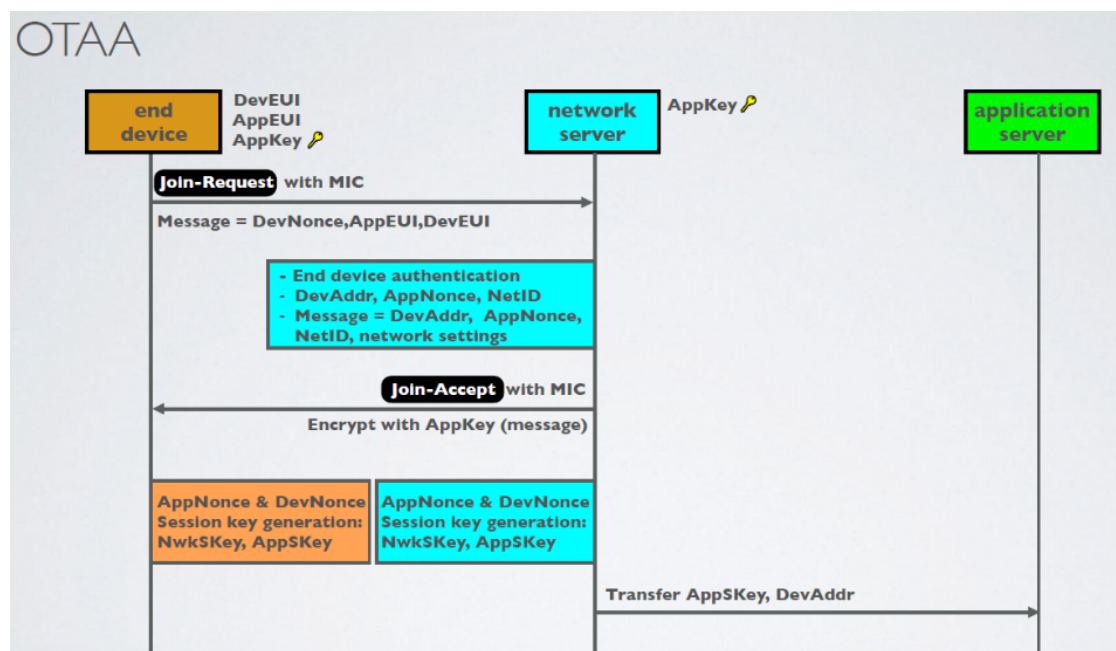 OTAA
end
device
DevEUI
AppEUI
AppKey
network
server
AppKey
application
server
Join-Request with MIC
Message = DevNonce,AppEUI,DevEUI
- End device authentication
- DevAddr, AppNonce, NetID
- Message = DevAddr, AppNonce,
NetID, network settings
Join-Accept with MIC
Encrypt with AppKey (message)
AppNonce & DevNonce
Session key generation:
NwkSKey, AppSKey
AppNonce & DevNonce
Session key generation:
NwkSKey, AppSKey
Transfer AppSKey, DevAddr